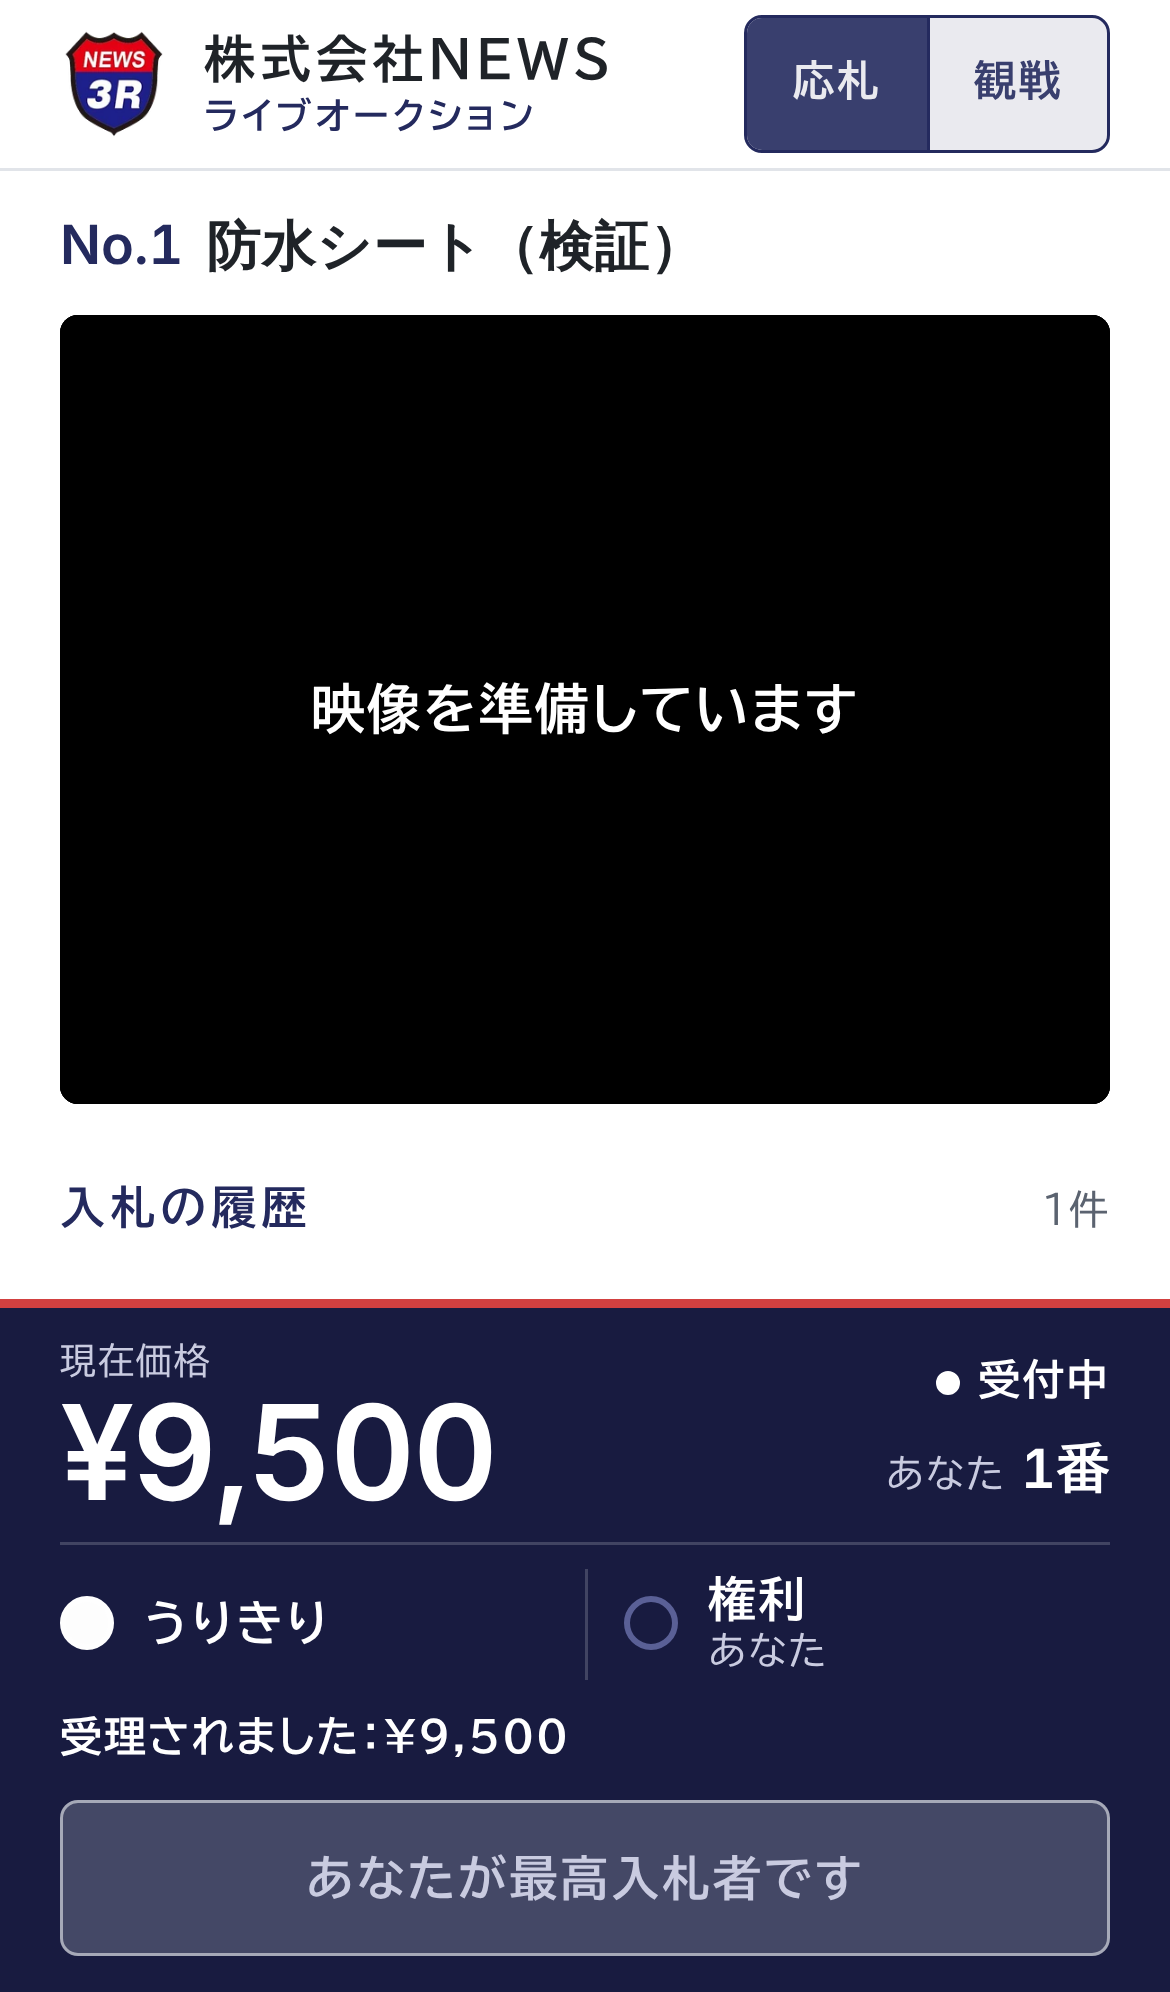 NEWS
3R
株式会社NEWS
ライブオークション
応札
観戦
No.1 防水シート（検証）
映像を準備しています
入札の履歴
1件
現在価格
¥9,500
受付中
あなた 1番
うりきり
権利
あなた
受理されました：¥9,500
あなたが最高入札者です